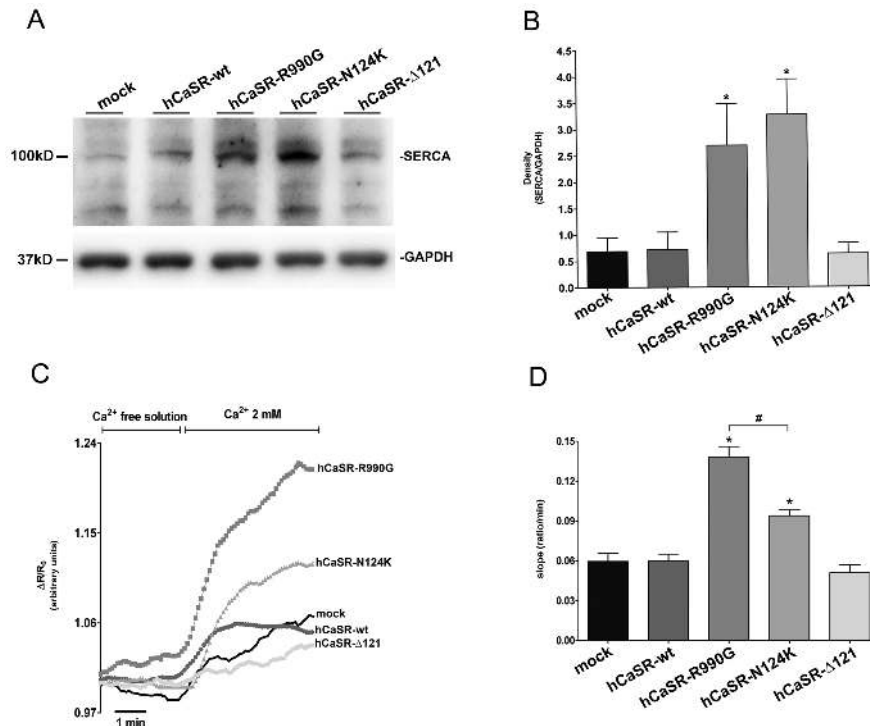 A
mock
hCaSR-wt
hCaSR-R990G
hCaSR-N124K
hCaSR-Δ121
100kD
-SERCA
37kD
-GAPDH
B
Density
(SERCA/GAPDH)
4.5
4.0
3.5
3.0
2.5
2.0
1.5
1.0
0.5
0.0
*
*
mock
hCaSR-wt
hCaSR-R990G
hCaSR-N124K
hCaSR-Δ121
C
Ca²⁺ free solution
Ca²⁺ 2 mM
ΔR/R₀
(arbitrary units)
1.24
1.15
1.06
0.97
hCaSR-R990G
hCaSR-N124K
mock
hCaSR-wt
hCaSR-Δ121
1 min
D
slope (ratio/min)
0.15
0.12
0.09
0.06
0.03
0.00
#
*
*
mock
hCaSR-wt
hCaSR-R990G
hCaSR-N124K
hCaSR-Δ121